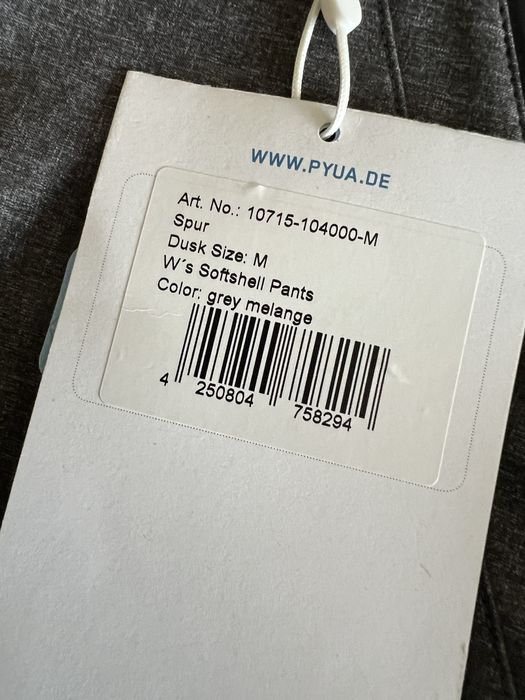 WWW.PYUA.DE
Art. No.: 10715-104000-M
Spur
Dusk Size: M
W´s Softshell Pants
Color: grey melange
4 250804 758294